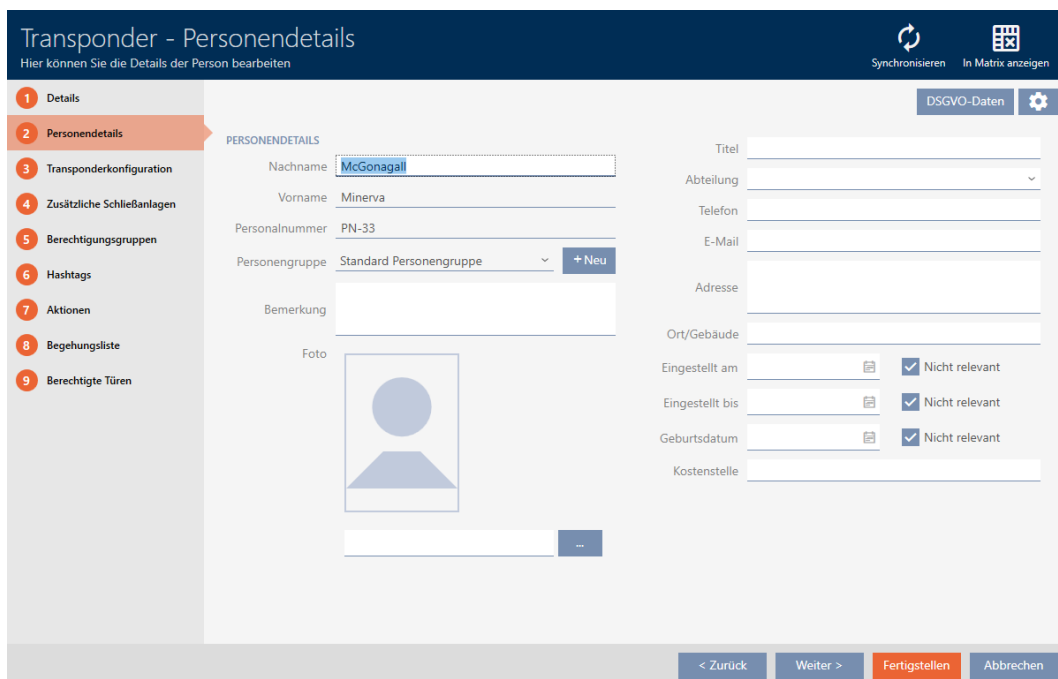 Transponder - Personendetails
Hier können Sie die Details der Person bearbeiten
Synchronisieren
In Matrix anzeigen
1 Details
2 Personendetails
3 Transponderkonfiguration
4 Zusätzliche Schließanlagen
5 Berechtigungsgruppen
6 Hashtags
7 Aktionen
8 Begehungsliste
9 Berechtigte Türen
DSGVO-Daten
PERSONENDETAILS
Nachname McGonagall
Vorname Minerva
Personalnummer PN-33
Personengruppe Standard Personengruppe + Neu
Bemerkung
Foto
...
Titel
Abteilung
Telefon
E-Mail
Adresse
Ort/Gebäude
Eingestellt am Nicht relevant
Eingestellt bis Nicht relevant
Geburtsdatum Nicht relevant
Kostenstelle
< Zurück
Weiter >
Fertigstellen
Abbrechen